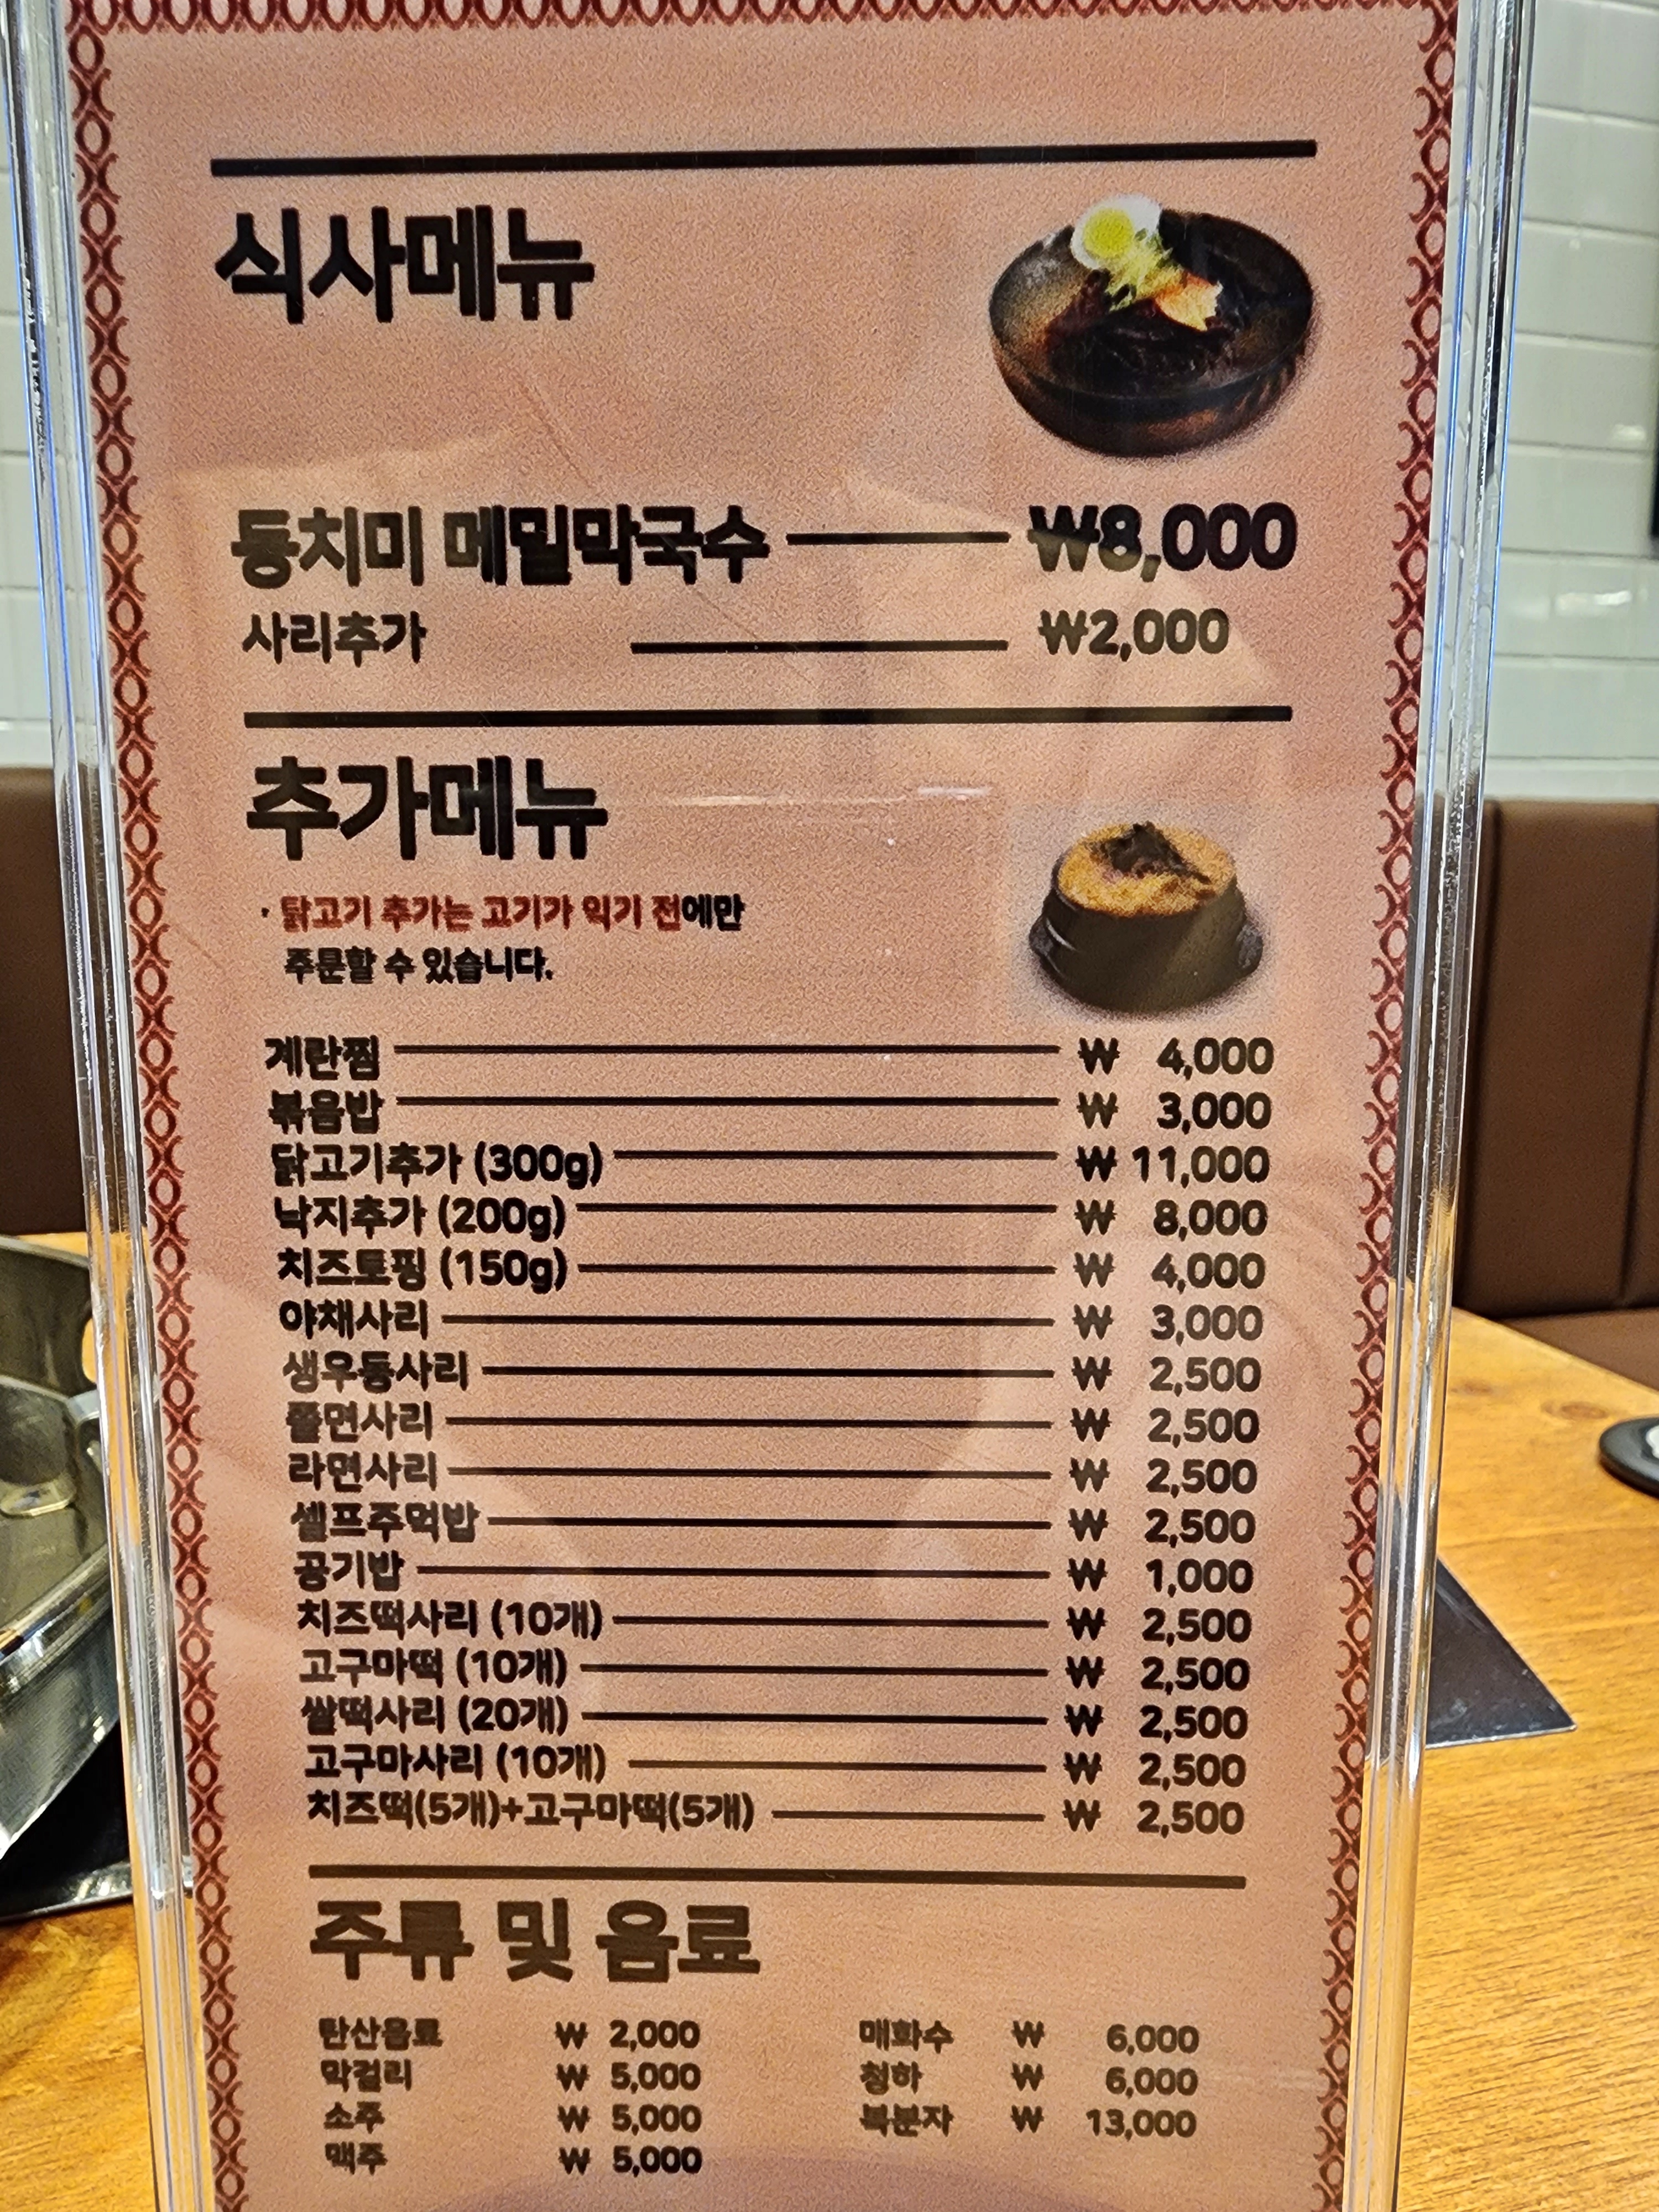 식사메뉴
동치미 메밀막국수 ₩8,000
사리추가 ₩2,000
추가메뉴
· 닭고기 추가는 고기가 익기 전에만
주문할 수 있습니다.
계란찜 ₩ 4,000
볶음밥 ₩ 3,000
닭고기추가 (300g) ₩ 11,000
낙지추가 (200g) ₩ 8,000
치즈토핑 (150g) ₩ 4,000
야채사리 ₩ 3,000
생우동사리 ₩ 2,500
쫄면사리 ₩ 2,500
라면사리 ₩ 2,500
셀프주먹밥 ₩ 2,500
공기밥 ₩ 1,000
치즈떡사리 (10개) ₩ 2,500
고구마떡 (10개) ₩ 2,500
쌀떡사리 (20개) ₩ 2,500
고구마사리 (10개) ₩ 2,500
치즈떡(5개)+고구마떡(5개) ₩ 2,500
주류 및 음료
탄산음료 ₩ 2,000 매화수 ₩ 6,000
막걸리 ₩ 5,000 청하 ₩ 6,000
소주 ₩ 5,000 복분자 ₩ 13,000
맥주 ₩ 5,000